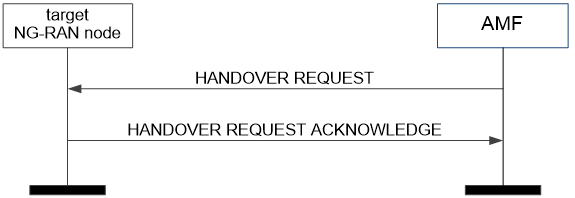 target
NG-RAN node
AMF
HANDOVER REQUEST
HANDOVER REQUEST ACKNOWLEDGE